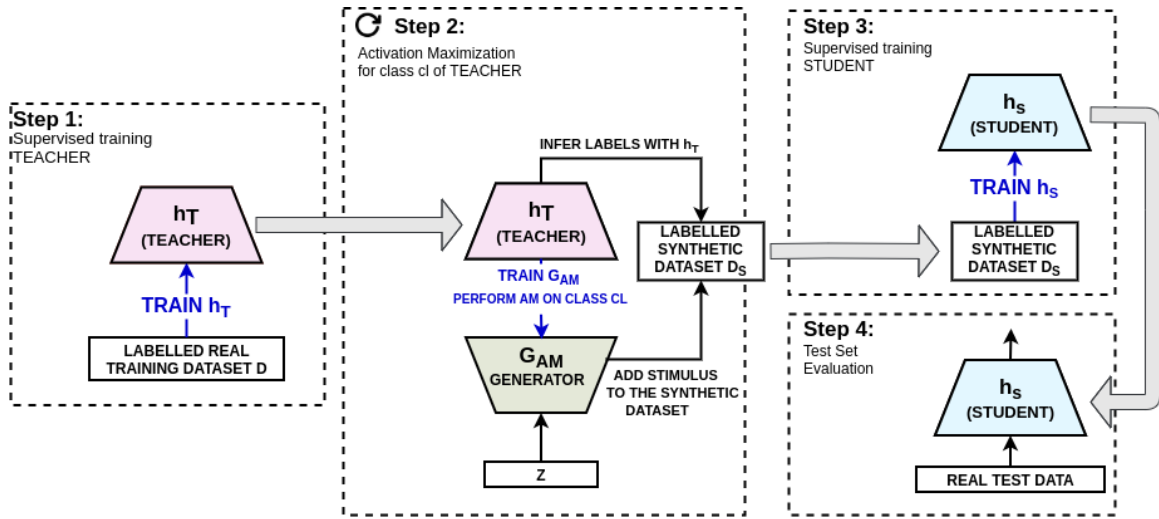 Step 1:
Supervised training
TEACHER
hT
(TEACHER)
TRAIN hT
LABELLED REAL
TRAINING DATASET D
Step 2:
Activation Maximization
for class cl of TEACHER
INFER LABELS WITH hT
hT
(TEACHER)
TRAIN GAM
PERFORM AM ON CLASS CL
GAM
GENERATOR
Z
ADD STIMULUS
TO THE SYNTHETIC
DATASET
LABELLED
SYNTHETIC
DATASET DS
Step 3:
Supervised training
STUDENT
hs
(STUDENT)
TRAIN hS
LABELLED
SYNTHETIC
DATASET DS
Step 4:
Test Set
Evaluation
hs
(STUDENT)
REAL TEST DATA